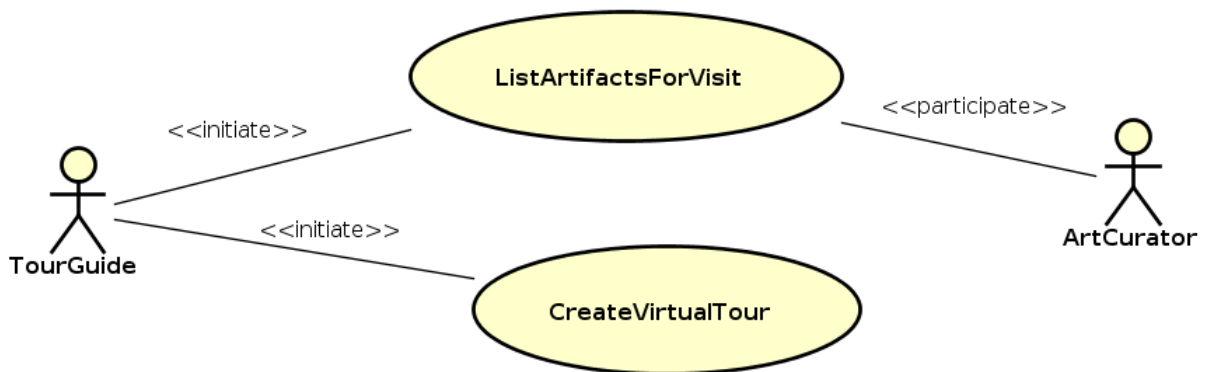 ListArtifactsForVisit
<<participate>>
<<initiate>>
<<initiate>>
ArtCurator
TourGuide
CreateVirtualTour